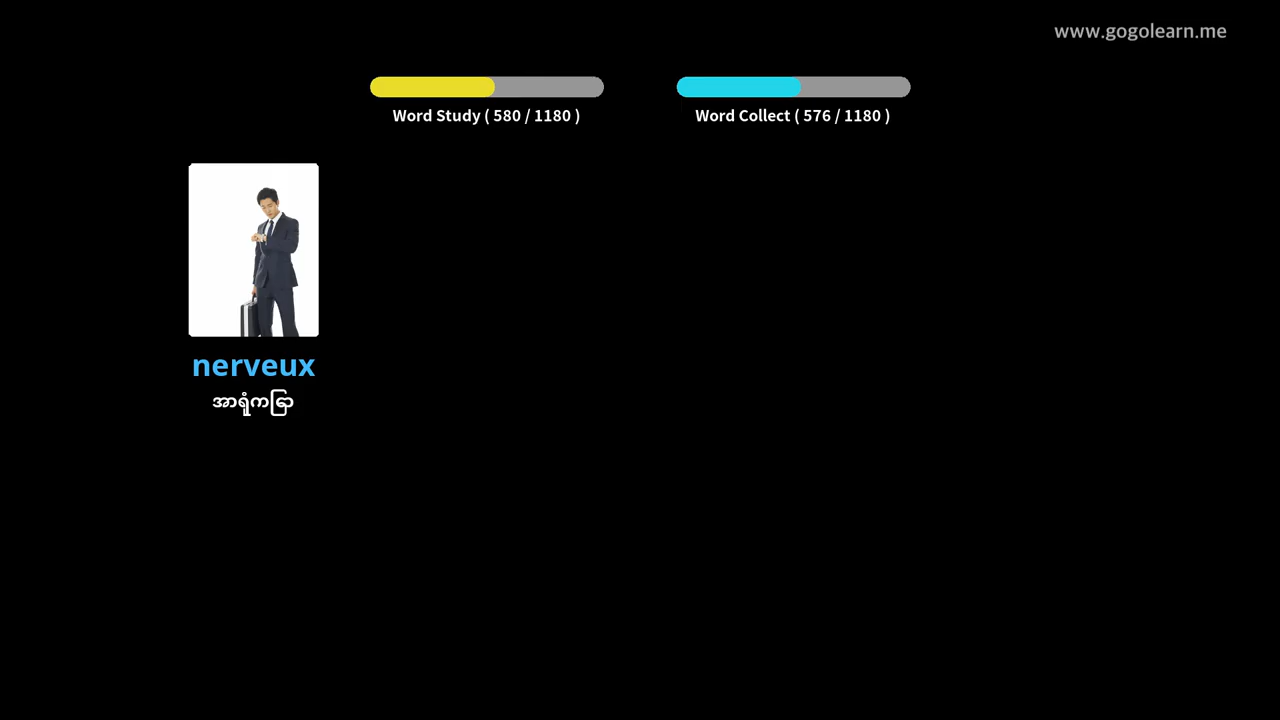 www.gogolearn.me
Word Study ( 580 / 1180 )
Word Collect ( 576 / 1180 )
nerveux
အာရုံကြော